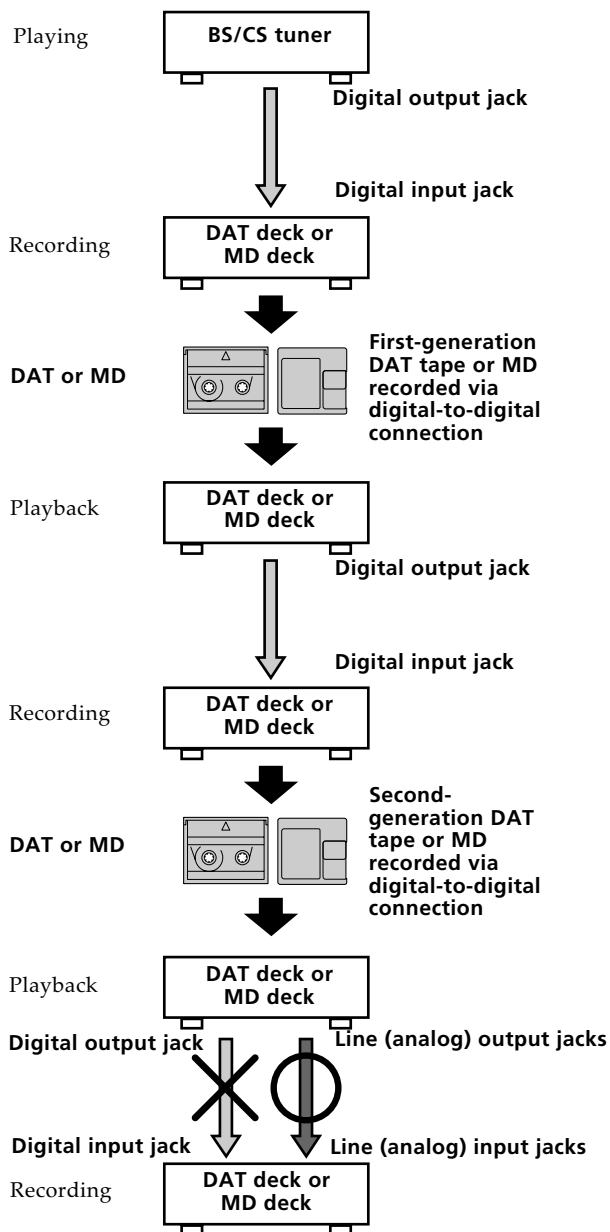 Playing
BS/CS tuner
Digital output jack
Digital input jack
Recording
DAT deck or
MD deck
DAT or MD
First-generation
DAT tape or MD
recorded via
digital-to-digital
connection
Playback
DAT deck or
MD deck
Digital output jack
Digital input jack
Recording
DAT deck or
MD deck
DAT or MD
Second-
generation DAT
tape or MD
recorded via
digital-to-digital
connection
Playback
DAT deck or
MD deck
Digital output jack
Line (analog) output jacks
Digital input jack
Line (analog) input jacks
Recording
DAT deck or
MD deck